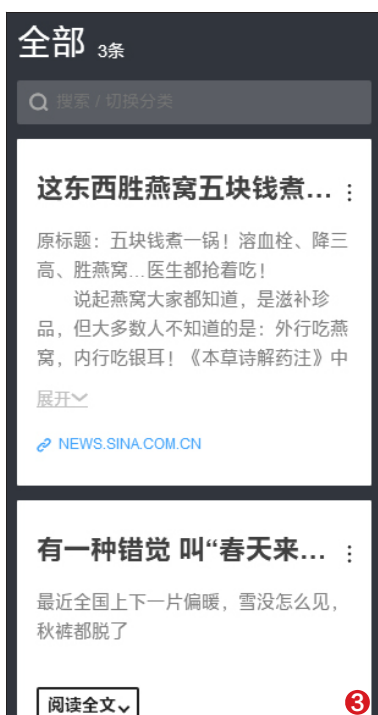 全部 3条
搜索 / 切换分类
这东西胜燕窝五块钱煮...
原标题：五块钱煮一锅！溶血栓、降三
高、胜燕窝...医生都抢着吃！
说起燕窝大家都知道，是滋补珍
品，但大多数人不知道的是：外行吃燕
窝，内行吃银耳！《本草诗解药注》中
展开
NEWS.SINA.COM.CN
有一种错觉 叫“春天来...
最近全国上下一片偏暖，雪没怎么见，
秋裤都脱了
阅读全文
3